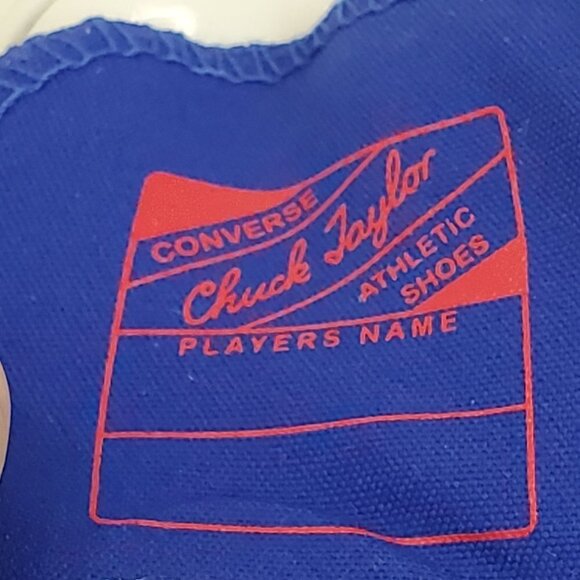 CONVERSE
Chuck Taylor
ATHLETIC
SHOES
PLAYERS NAME